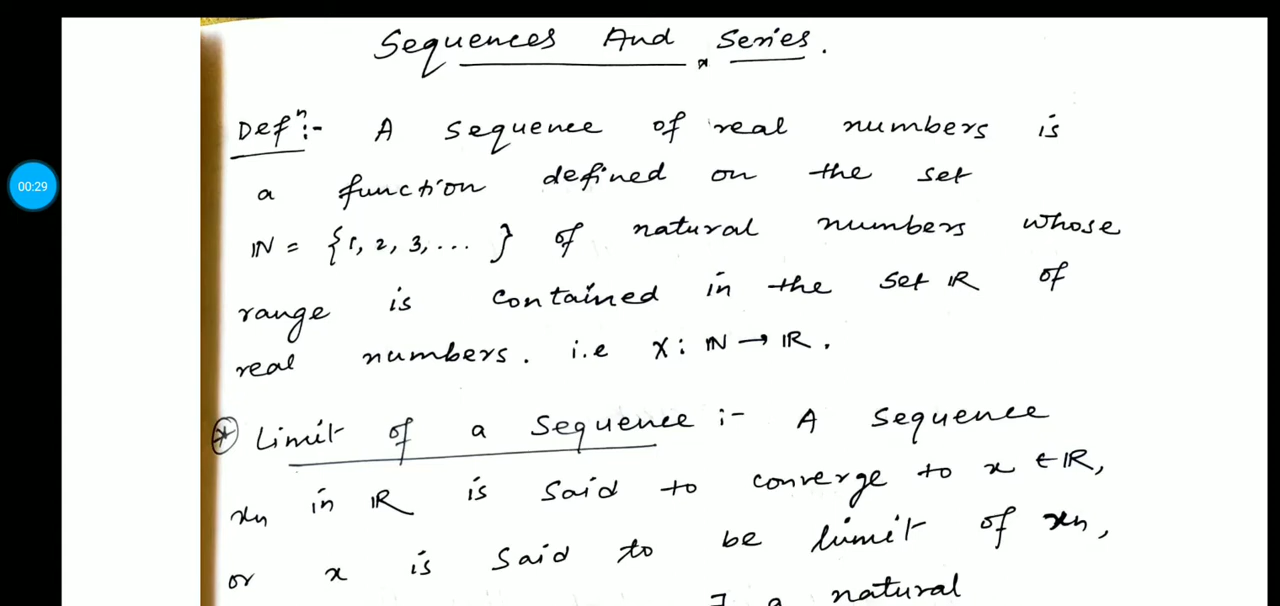 Sequences And Series.
Defⁿ:- A sequence of real numbers is
a function defined on the set
00:29
ℕ = {1, 2, 3, ... } of natural numbers whose
range is contained in the set ℝ of
real numbers. i.e X: ℕ → ℝ.
* Limit of a Sequence :- A sequence
xn in ℝ is said to converge to x ∈ ℝ,
or x is said to be limit of xn,
∃ a natural